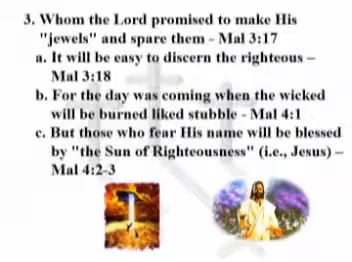 3. Whom the Lord promised to make His
"jewels" and spare them - Mal 3:17
a. It will be easy to discern the righteous –
Mal 3:18
b. For the day was coming when the wicked
will be burned liked stubble - Mal 4:1
c. But those who fear His name will be blessed
by "the Sun of Righteousness" (i.e., Jesus) –
Mal 4:2-3